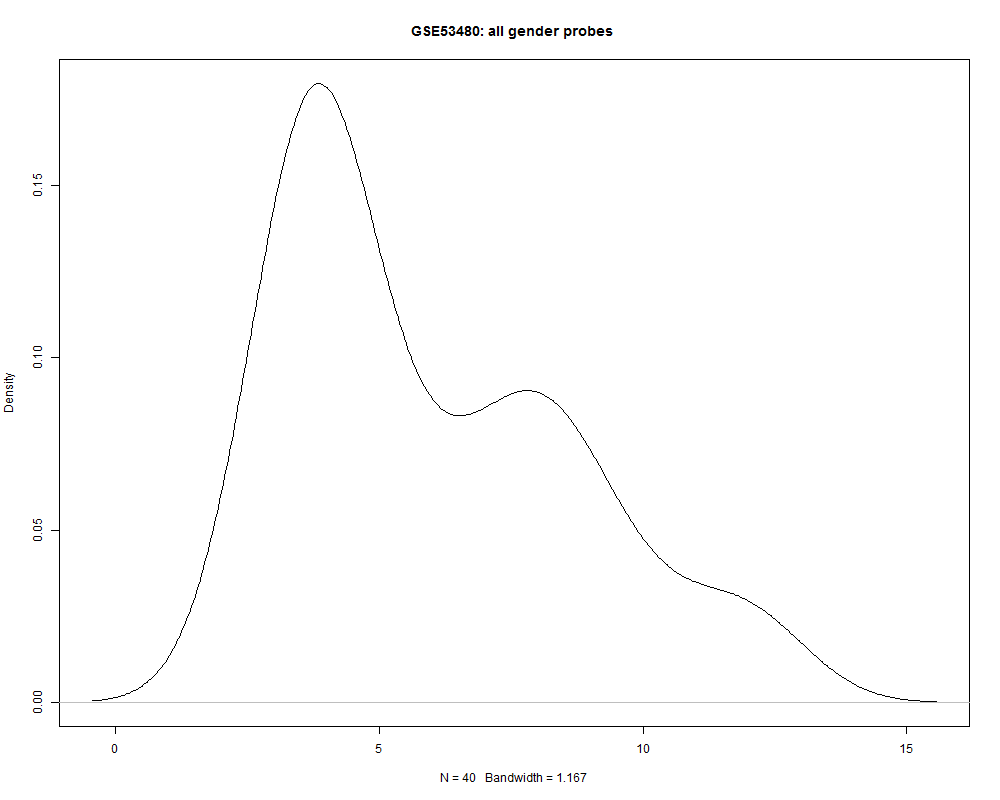 GSE53480: all gender probes
Density
0.15
0.10
0.05
0.00
0 5 10 15
N = 40 Bandwidth = 1.167